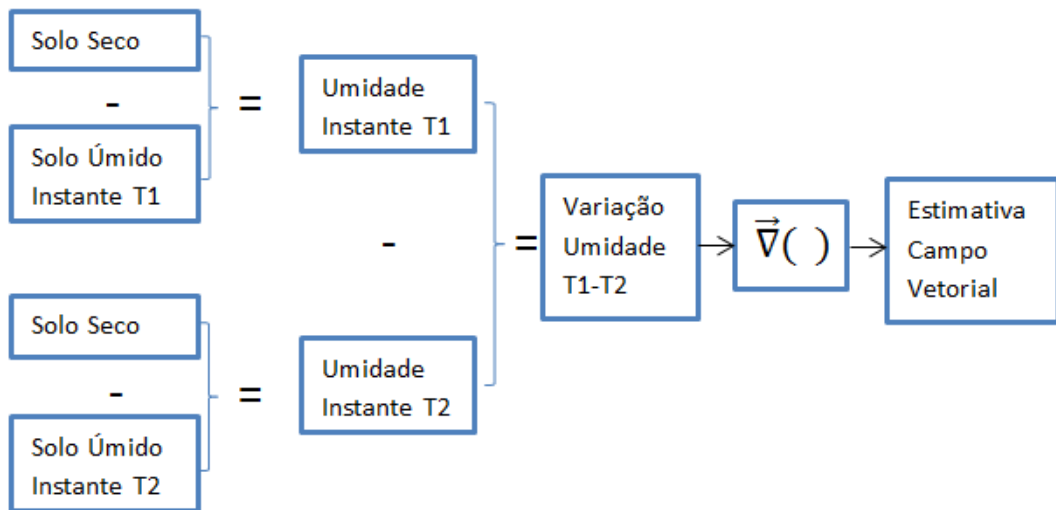 Solo Seco
-
Solo Úmido
Instante T1
=
Umidade
Instante T1
-
Solo Seco
-
Solo Úmido
Instante T2
=
Umidade
Instante T2
=
Variação
Umidade
T1-T2
∇⃗( )
Estimativa
Campo
Vetorial